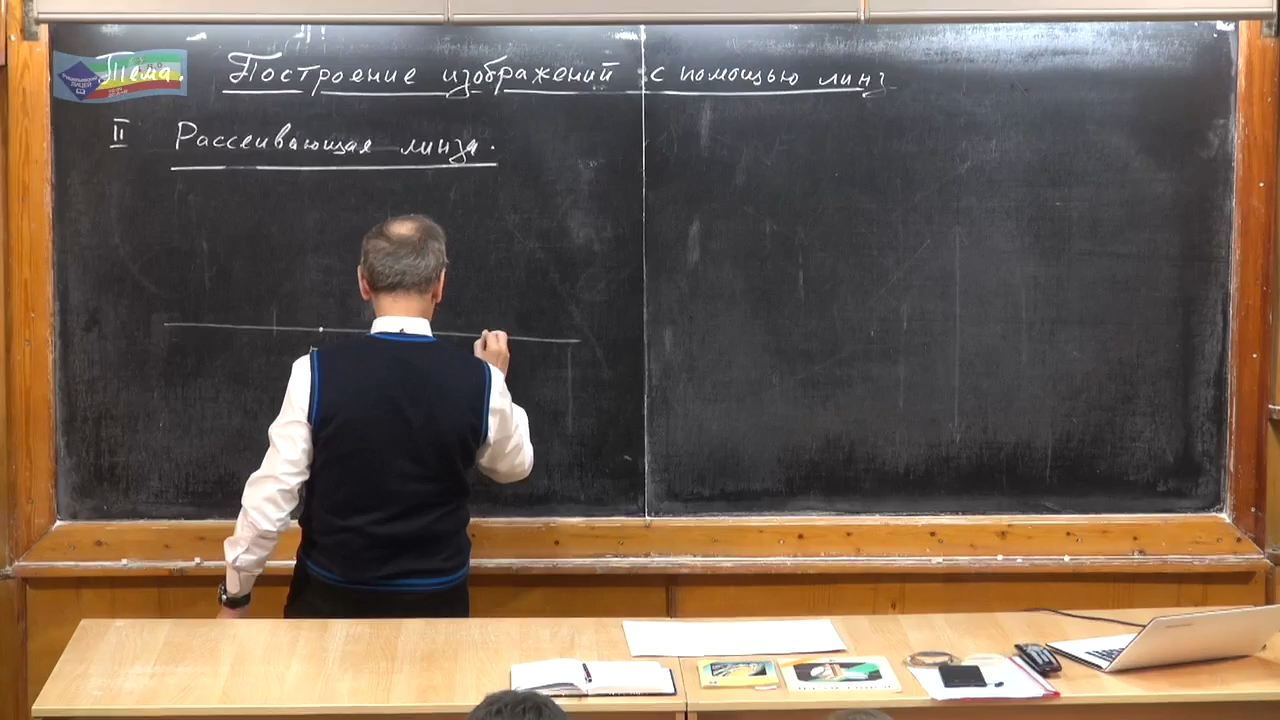 Тема. Построение изображений с помощью линз
II Рассеивающая линза.